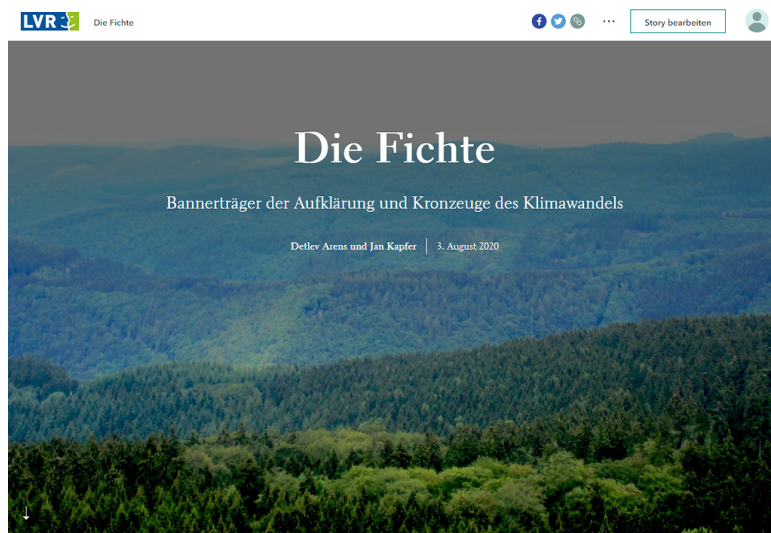 LVR
Die Fichte
Story bearbeiten
Die Fichte
Bannerträger der Aufklärung und Kronzeuge des Klimawandels
Detlev Arens und Jan Kapfer
3. August 2020